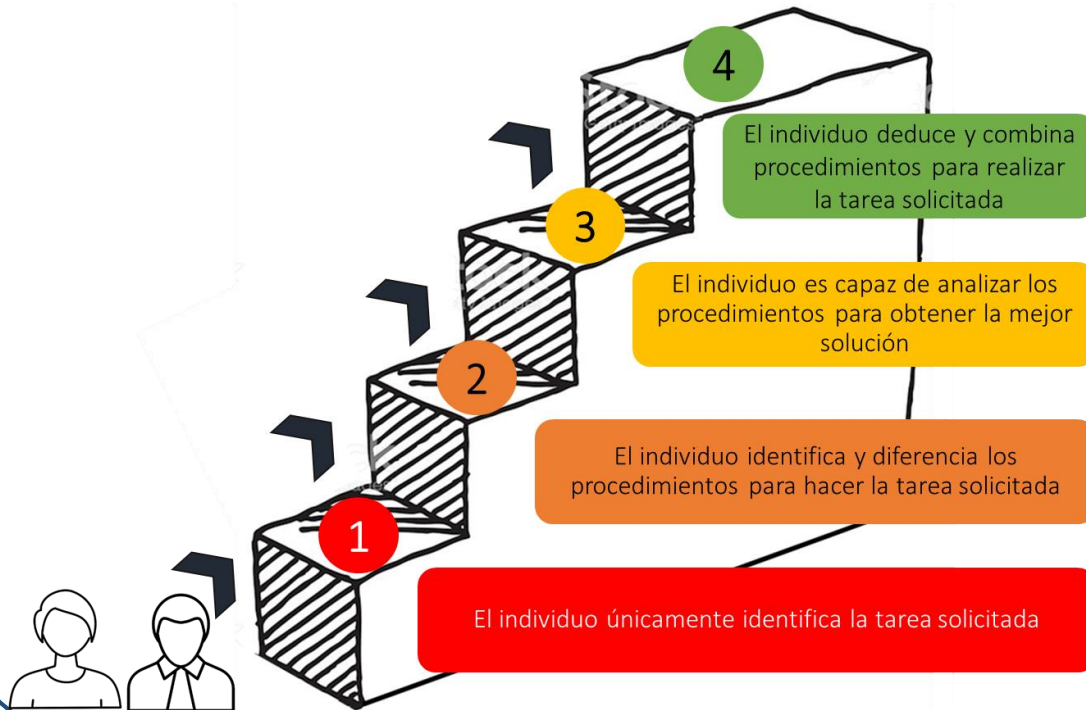 4
El individuo deduce y combina
procedimientos para realizar
la tarea solicitada
3
El individuo es capaz de analizar los
procedimientos para obtener la mejor
solución
2
El individuo identifica y diferencia los
procedimientos para hacer la tarea solicitada
1
El individuo únicamente identifica la tarea solicitada